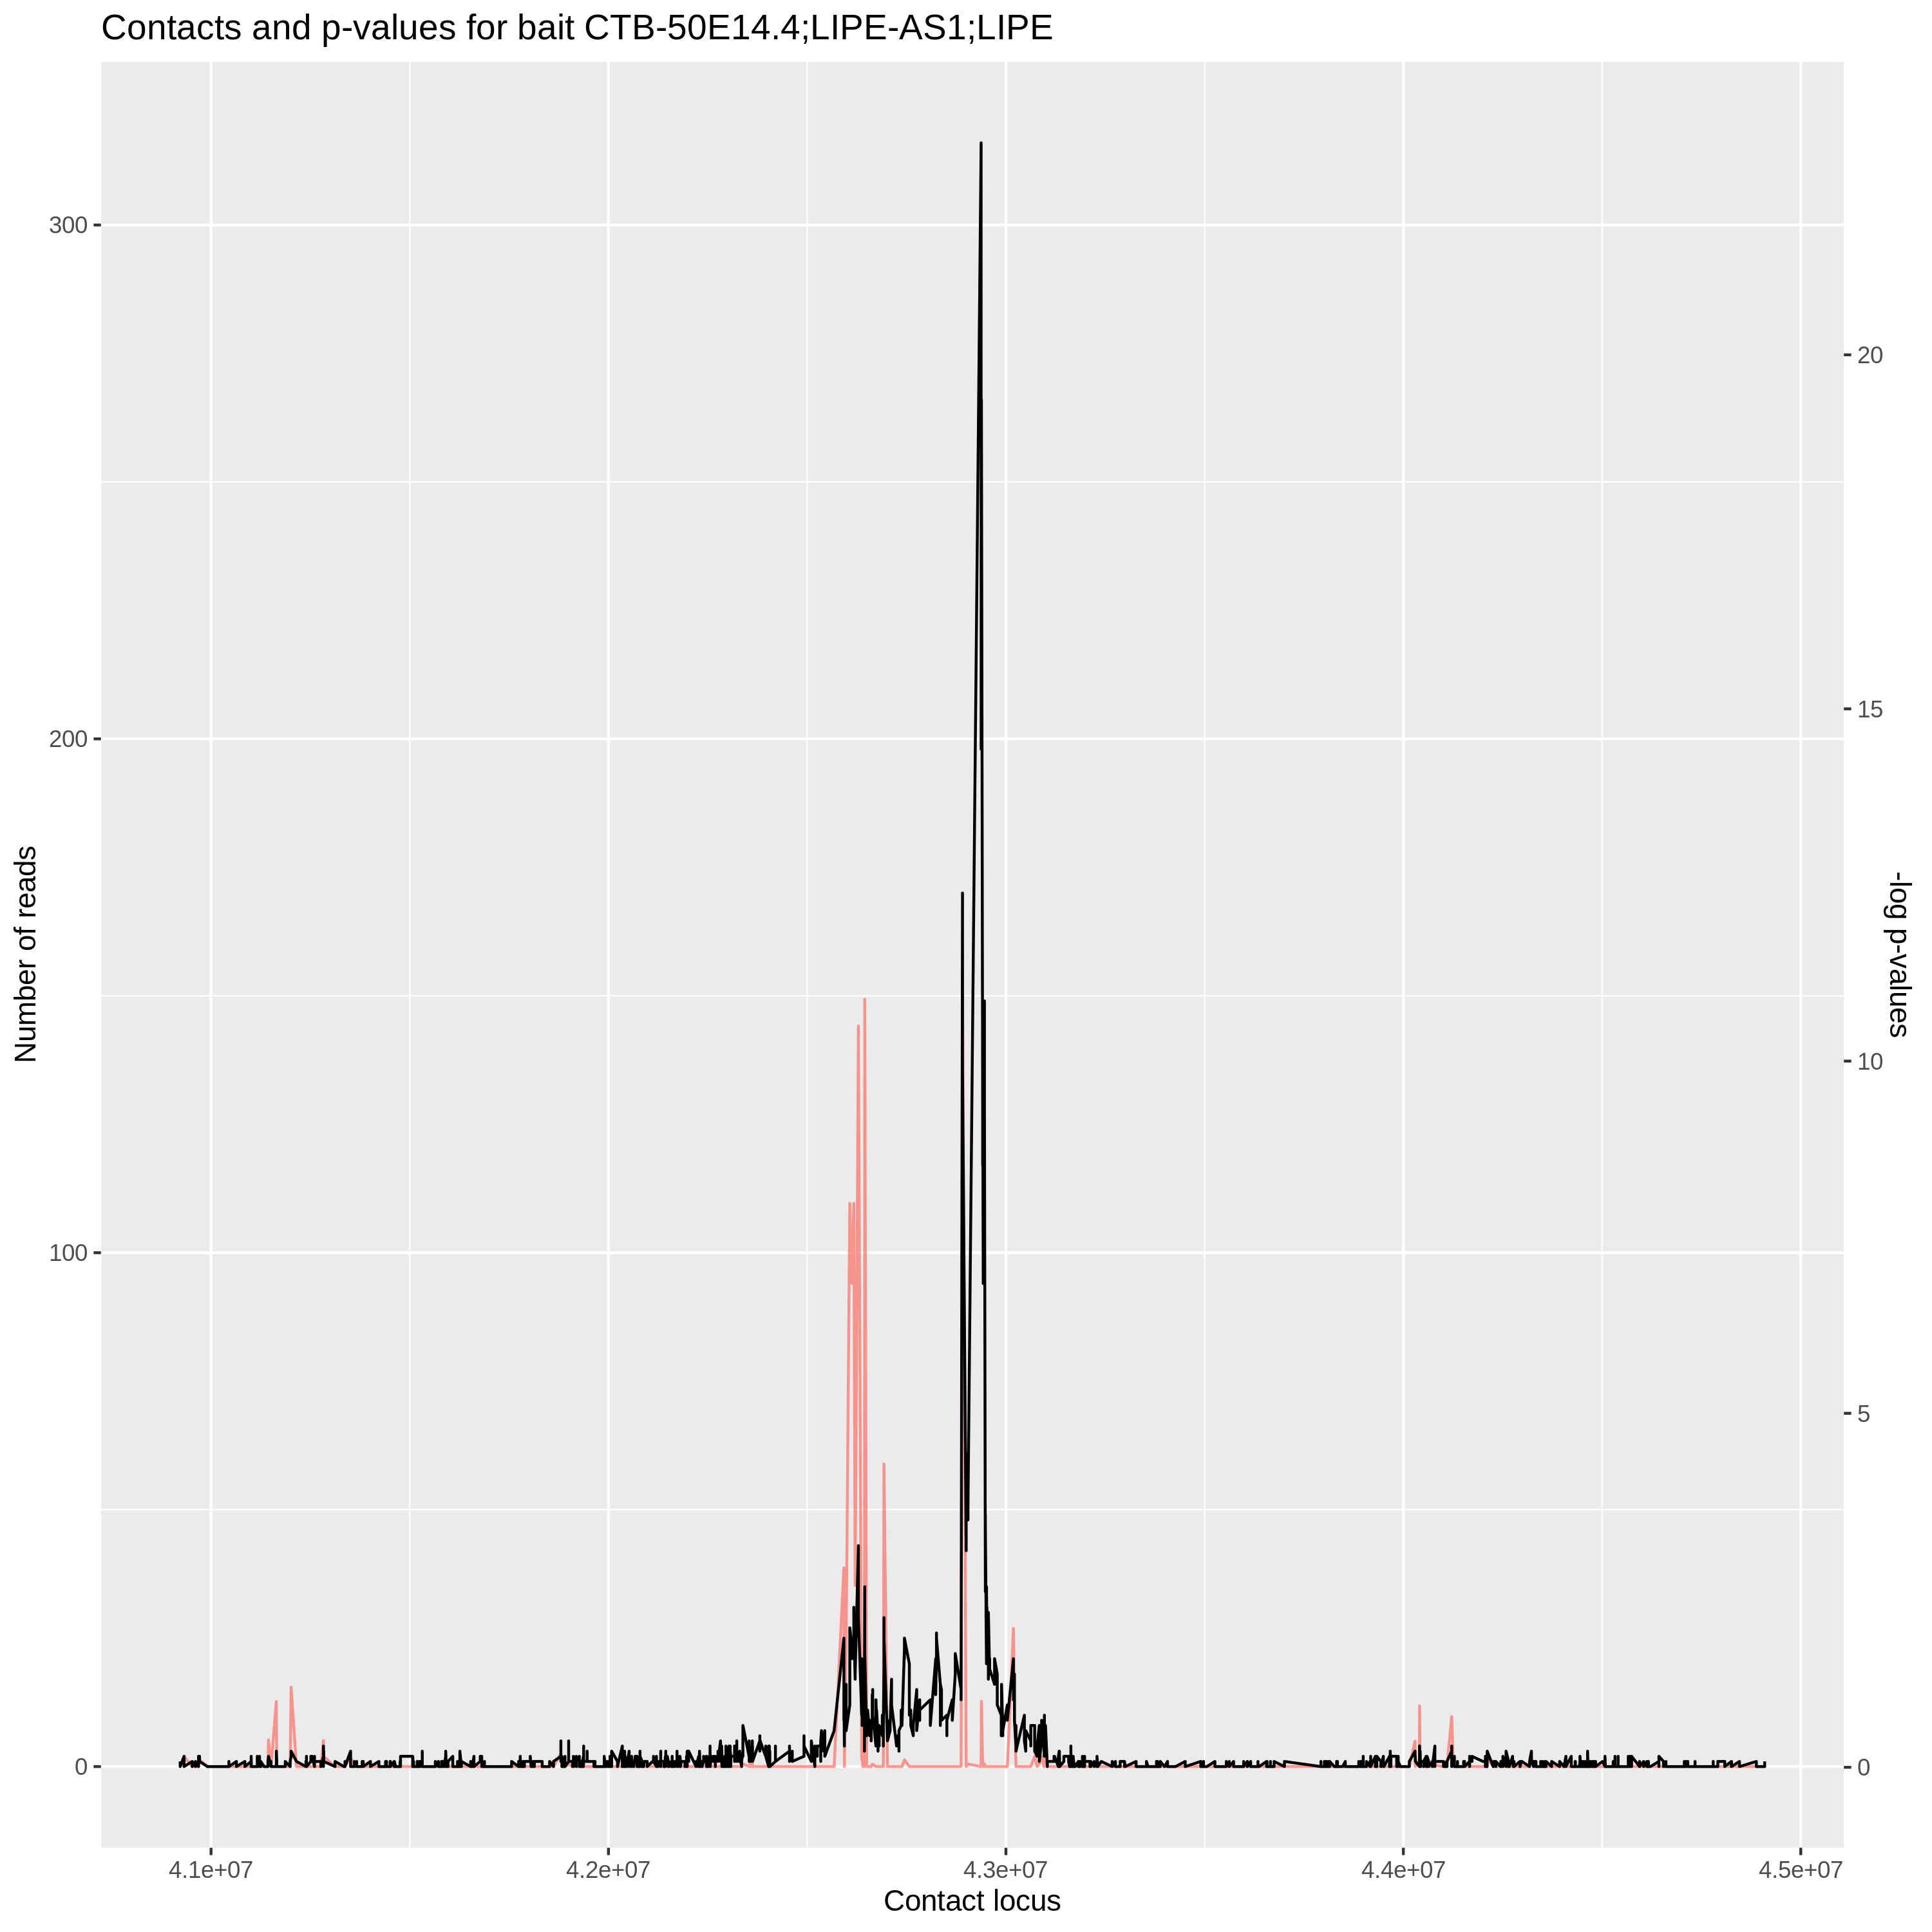 Contacts and p-values for bait CTB-50E14.4;LIPE-AS1;LIPE
300
200
100
0
Number of reads
20
15
10
5
0
-log p-values
4.1e+07
4.2e+07
4.3e+07
4.4e+07
4.5e+07
Contact locus